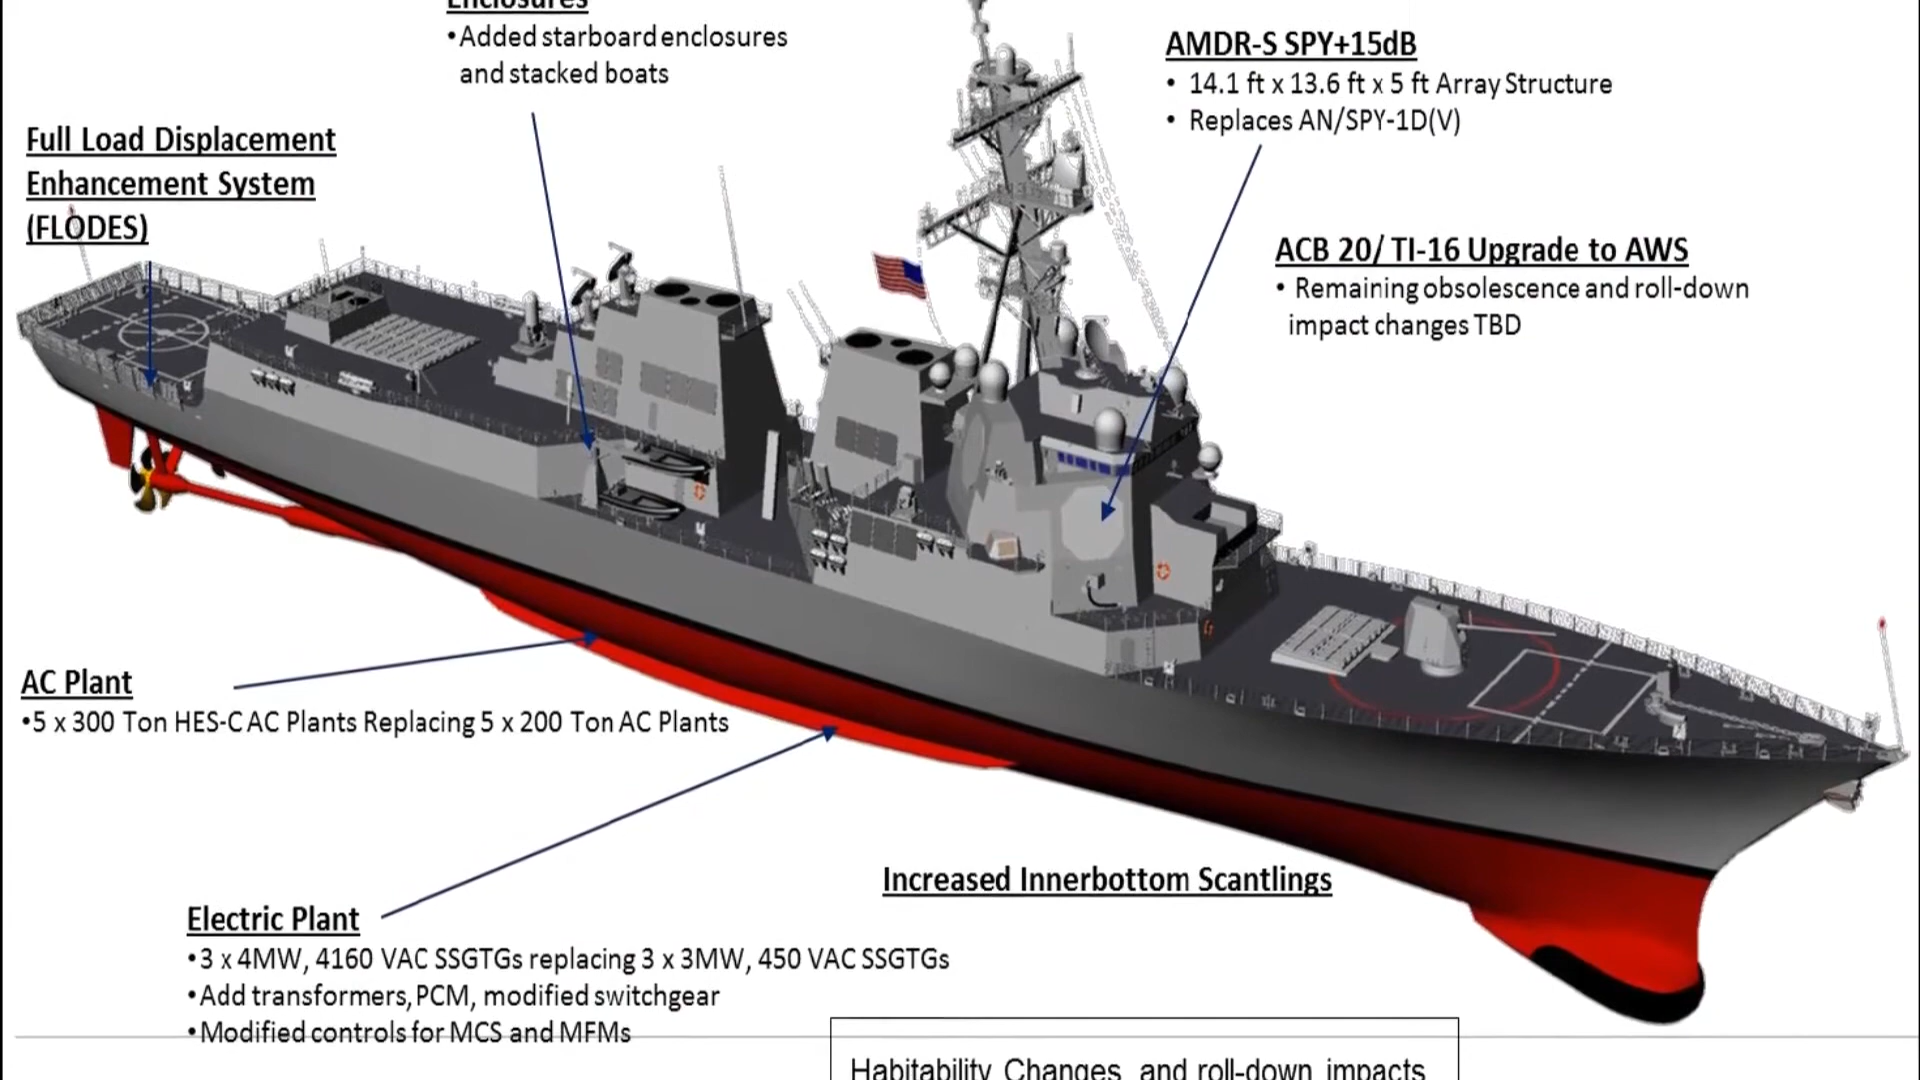 Enclosures
•Added starboard enclosures
and stacked boats
AMDR-S SPY+15dB
• 14.1 ft x 13.6 ft x 5 ft Array Structure
• Replaces AN/SPY-1D(V)
Full Load Displacement
Enhancement System
(FLODES)
ACB 20/ TI-16 Upgrade to AWS
• Remaining obsolescence and roll-down
impact changes TBD
AC Plant
•5 x 300 Ton HES-C AC Plants Replacing 5 x 200 Ton AC Plants
Increased Innerbottom Scantlings
Electric Plant
•3 x 4MW, 4160 VAC SSGTGs replacing 3 x 3MW, 450 VAC SSGTGs
•Add transformers, PCM, modified switchgear
•Modified controls for MCS and MFMs
Habitability Changes and roll-down impacts